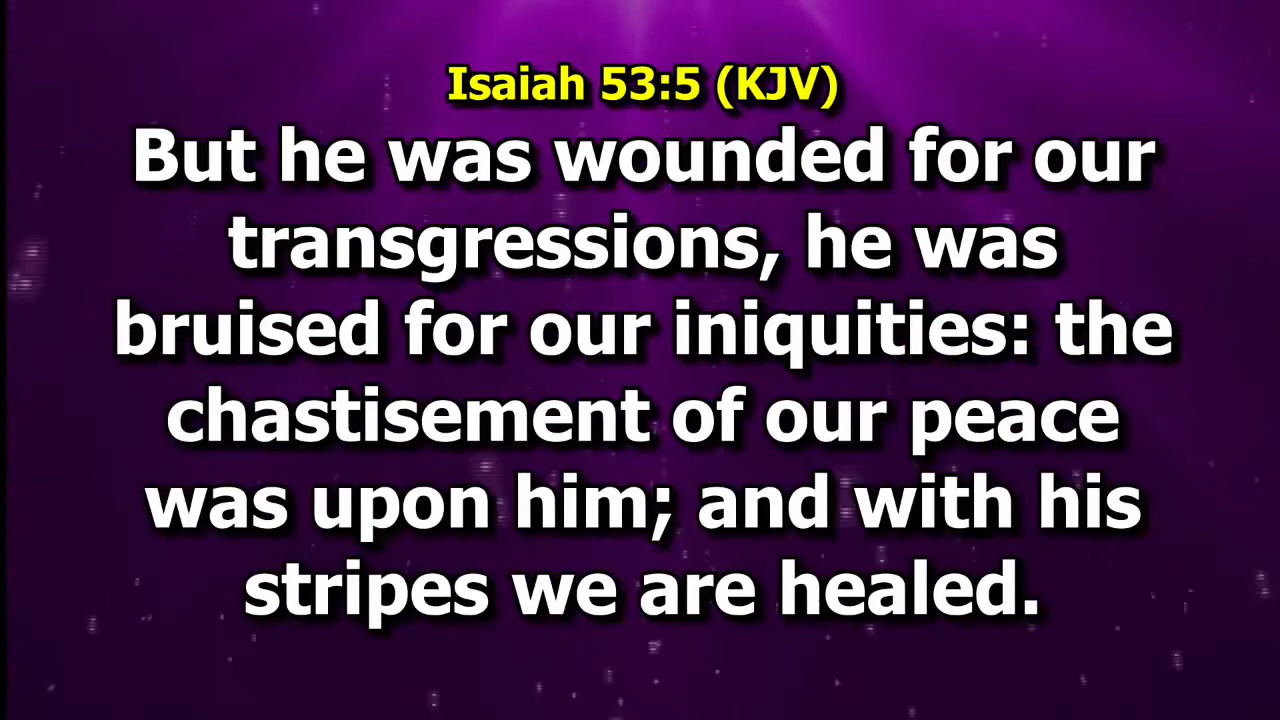 Isaiah 53:5 (KJV)
But he was wounded for our
transgressions, he was
bruised for our iniquities: the
chastisement of our peace
was upon him; and with his
stripes we are healed.